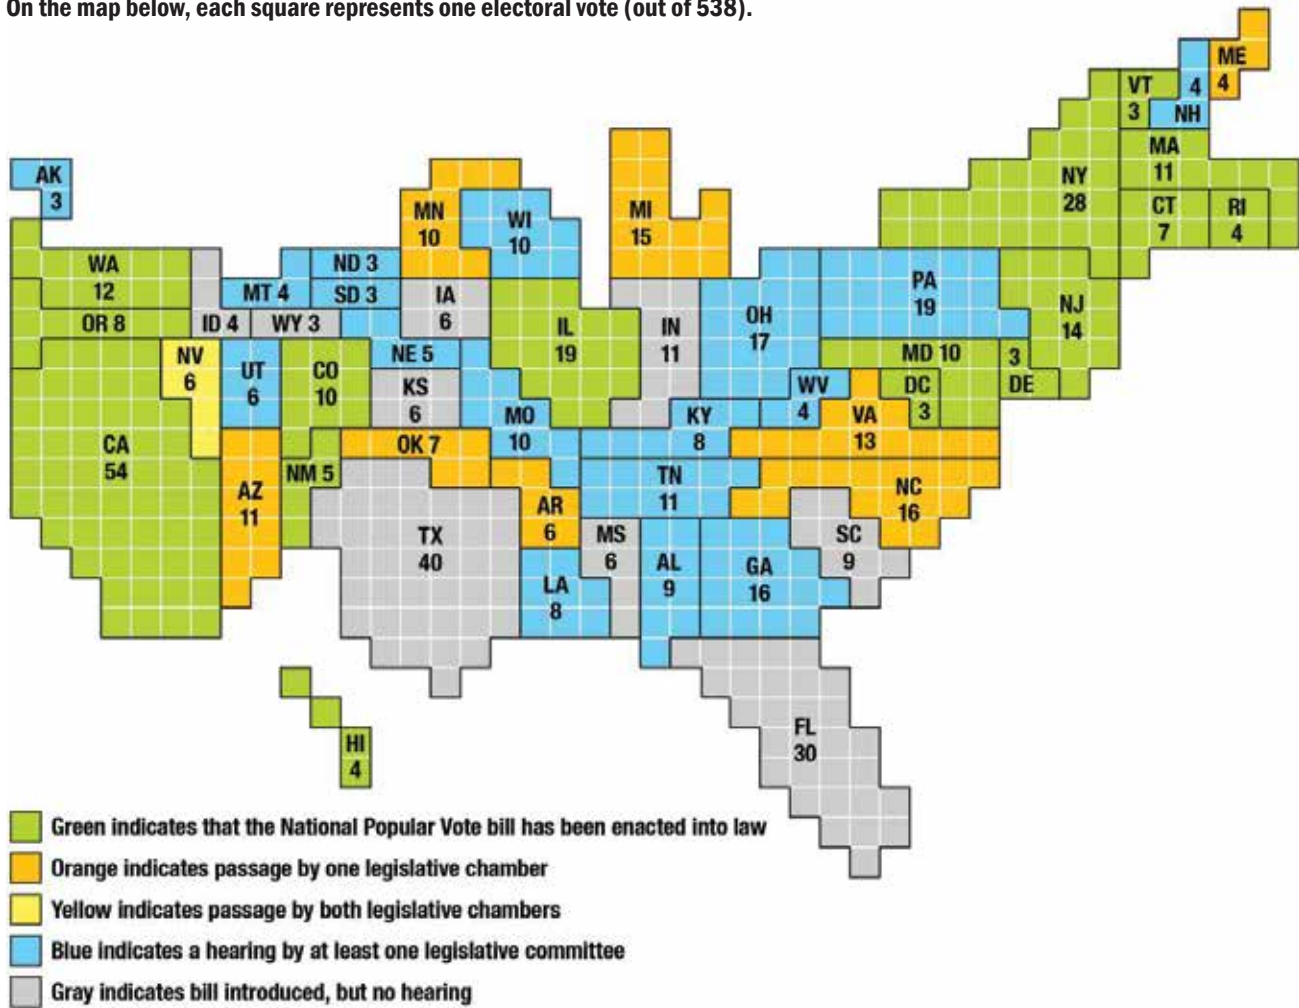 On the map below, each square represents one electoral vote (out of 538).
ME
4
VT
3
4
NH
MA
11
AK
3
NY
28
CT
7
RI
4
MN
10
WI
10
MI
15
WA
12
ND 3
MT 4
SD 3
IA
6
PA
19
NJ
14
OR 8
ID 4
WY 3
IL
19
IN
11
OH
17
NV
6
UT
6
CO
10
NE 5
KS
6
MD 10
3
DE
DC
3
WV
4
VA
13
MO
10
KY
8
CA
54
OK 7
AZ
11
NM 5
TN
11
NC
16
AR
6
TX
40
MS
6
SC
9
AL
9
GA
16
LA
8
FL
30
HI
4
Green indicates that the National Popular Vote bill has been enacted into law
Orange indicates passage by one legislative chamber
Yellow indicates passage by both legislative chambers
Blue indicates a hearing by at least one legislative committee
Gray indicates bill introduced, but no hearing